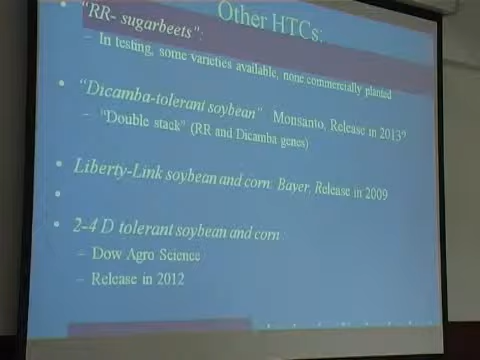 Other HTCs:
• "RR- sugarbeets":
– In testing, some varieties available, none commercially planted
• "Dicamba-tolerant soybean" Monsanto, Release in 2013"
– "Double stack" (RR and Dicamba genes)
• Liberty-Link soybean and corn: Bayer, Release in 2009
•
• 2-4 D tolerant soybean and corn
– Dow Agro Science
– Release in 2012